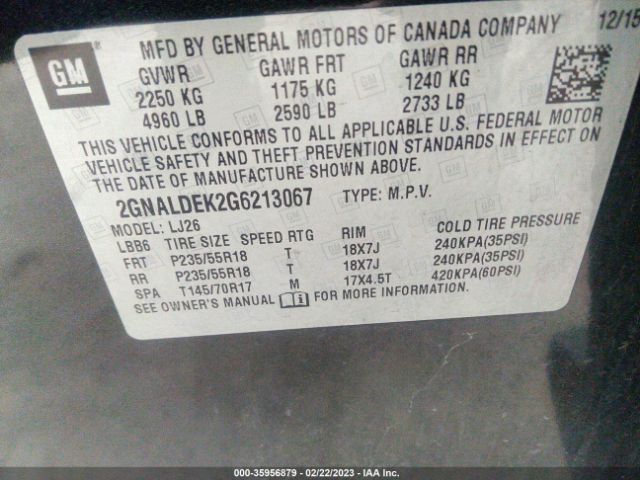 GM
MFD BY GENERAL MOTORS OF CANADA COMPANY 12/15
GVWR GAWR FRT GAWR RR
2250 KG 1175 KG 1240 KG
4960 LB 2590 LB 2733 LB
THIS VEHICLE CONFORMS TO ALL APPLICABLE U.S. FEDERAL MOTOR
VEHICLE SAFETY AND THEFT PREVENTION STANDARDS IN EFFECT ON
THE DATE OF MANUFACTURE SHOWN ABOVE.
2GNALDEK2G6213067 TYPE: M.P.V.
MODEL: LJ26
LBB6 TIRE SIZE SPEED RTG RIM COLD TIRE PRESSURE
FRT P235/55R18 T 18X7J 240KPA(35PSI)
RR P235/55R18 T 18X7J 240KPA(35PSI)
SPA T145/70R17 M 17X4.5T 420KPA(60PSI)
SEE OWNER'S MANUAL FOR MORE INFORMATION.
000-35956879 - 02/22/2023 - IAA Inc.